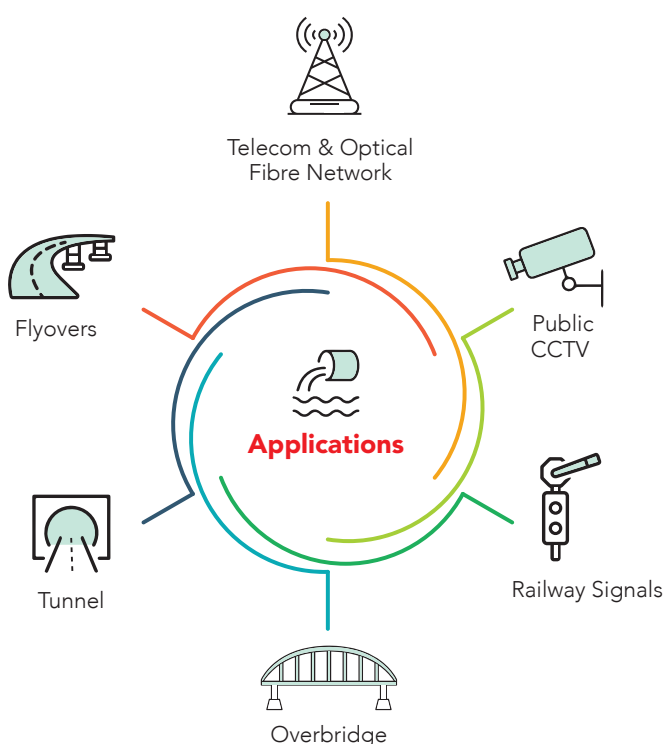 Telecom & Optical
Fibre Network
Flyovers
Public
CCTV
Applications
Tunnel
Railway Signals
Overbridge